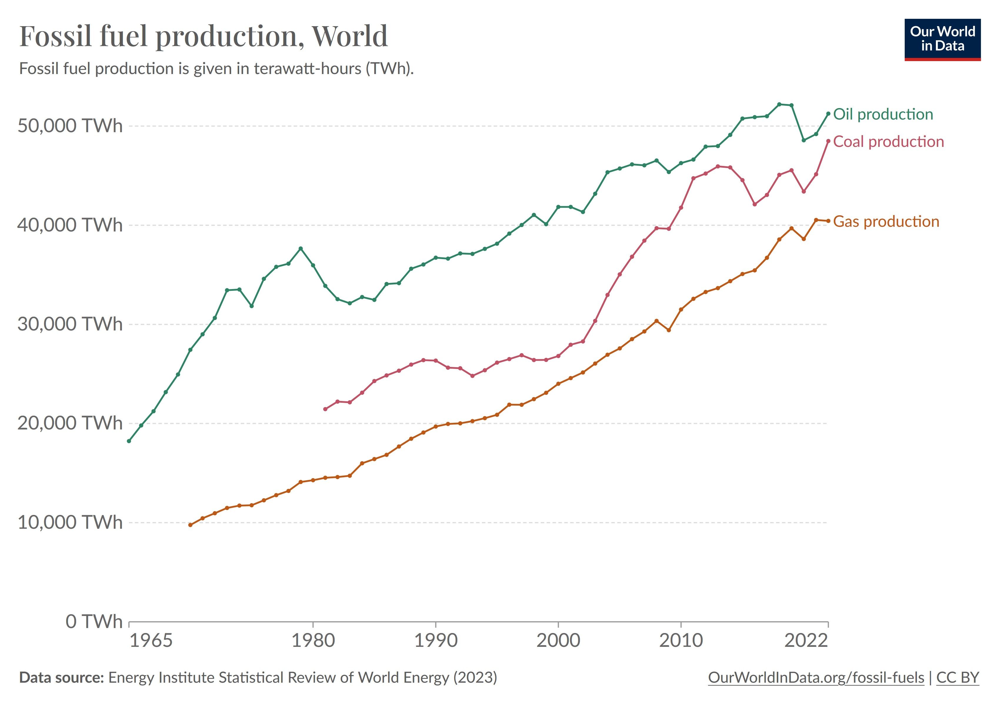 Fossil fuel production, World
Fossil fuel production is given in terawatt-hours (TWh).
Our World
in Data
50,000 TWh
40,000 TWh
30,000 TWh
20,000 TWh
10,000 TWh
0 TWh
Oil production
Coal production
Gas production
1965
1980
1990
2000
2010
2022
Data source: Energy Institute Statistical Review of World Energy (2023)
OurWorldInData.org/fossil-fuels | CC BY